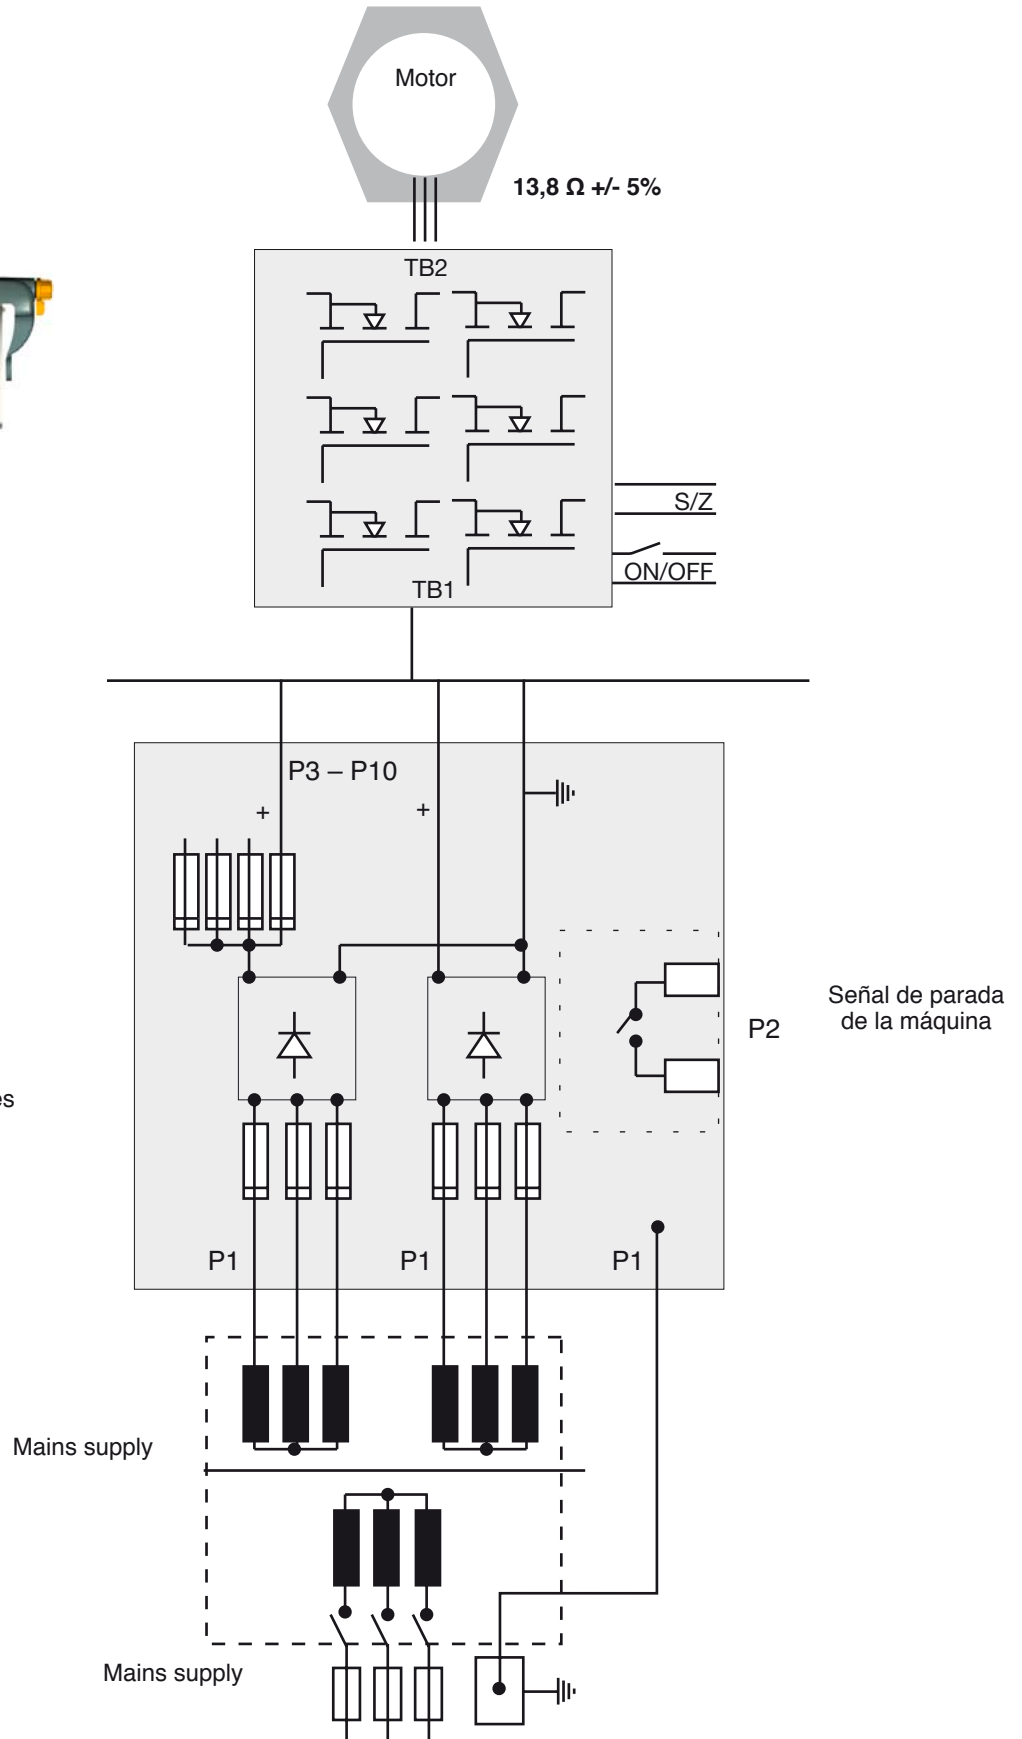 Motor
13,8 Ω +/- 5%
TB2
S/Z
ON/OFF
TB1
P3 – P10
+
+
Señal de parada
de la máquina
P2
es
P1
P1
P1
Mains supply
Mains supply